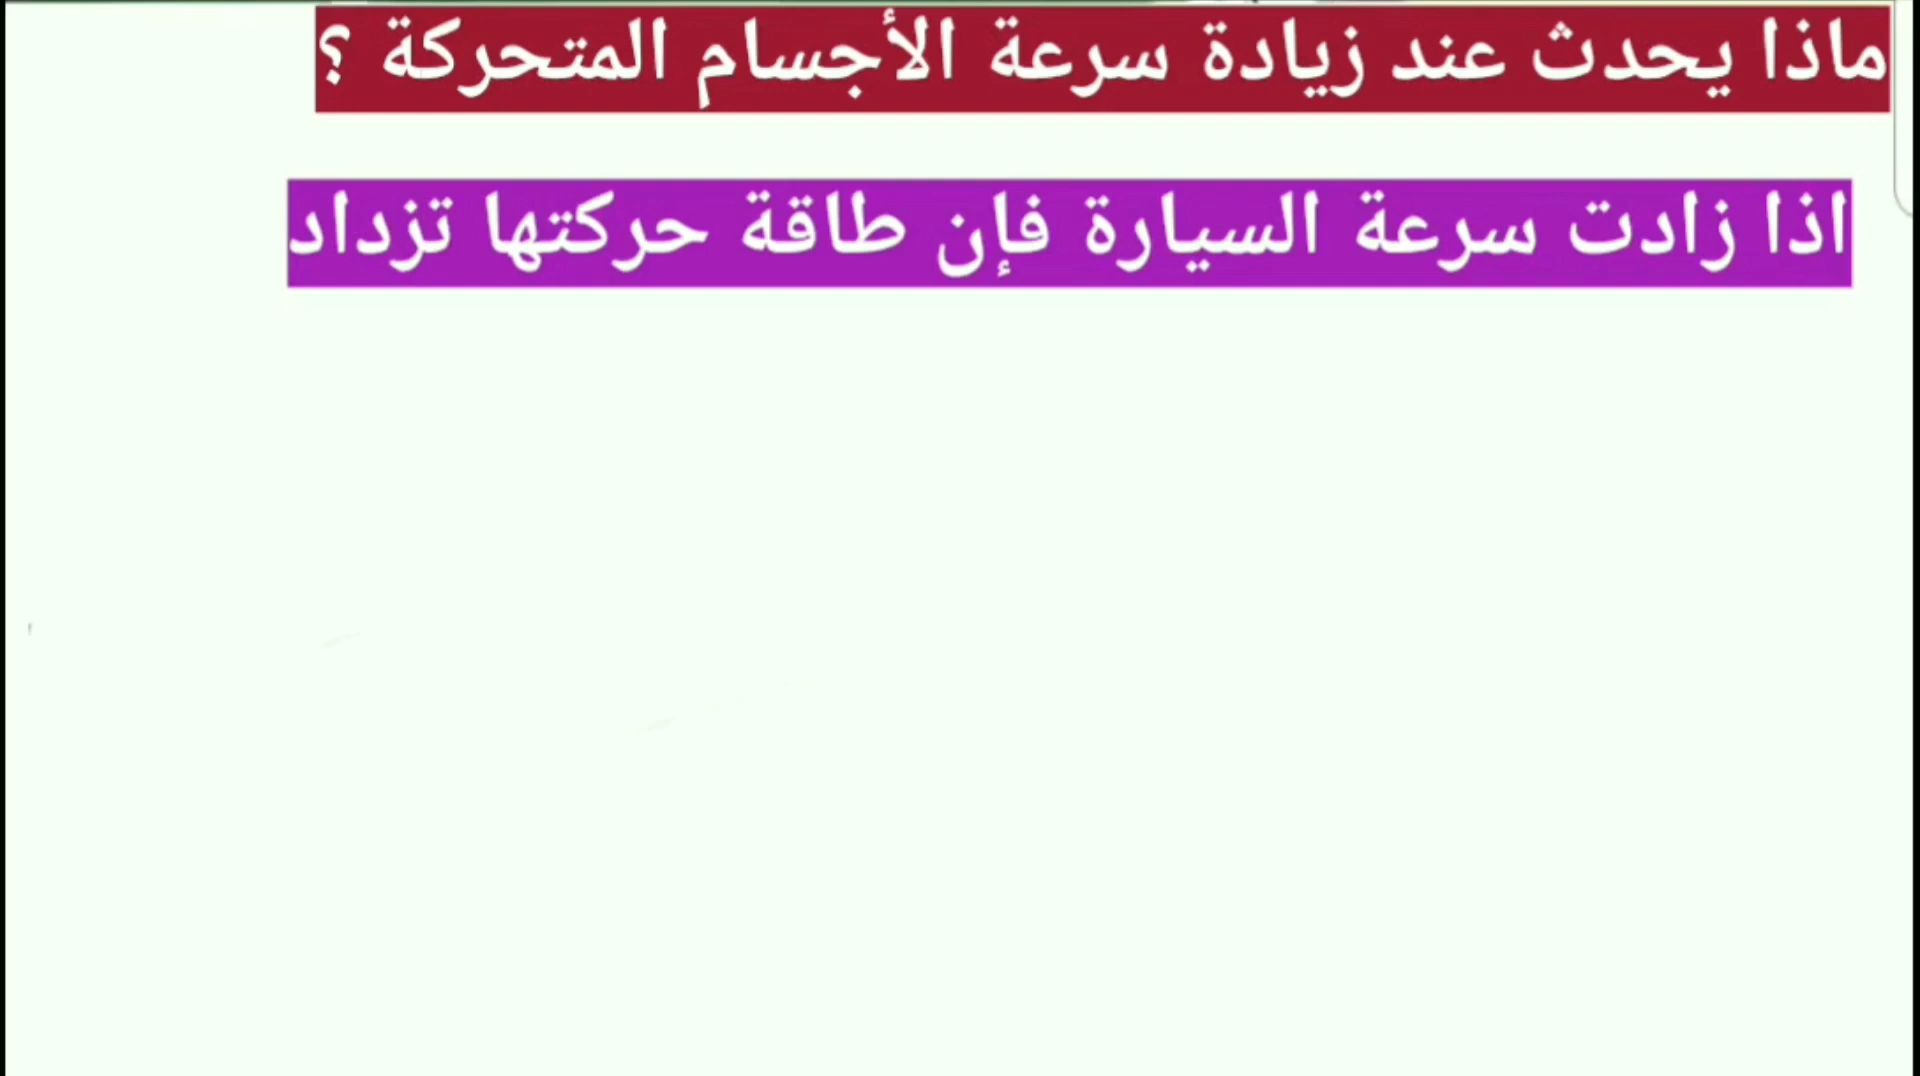 ماذا يحدث عند زيادة سرعة الأجسام المتحركة ؟
اذا زادت سرعة السيارة فإن طاقة حركتها تزداد